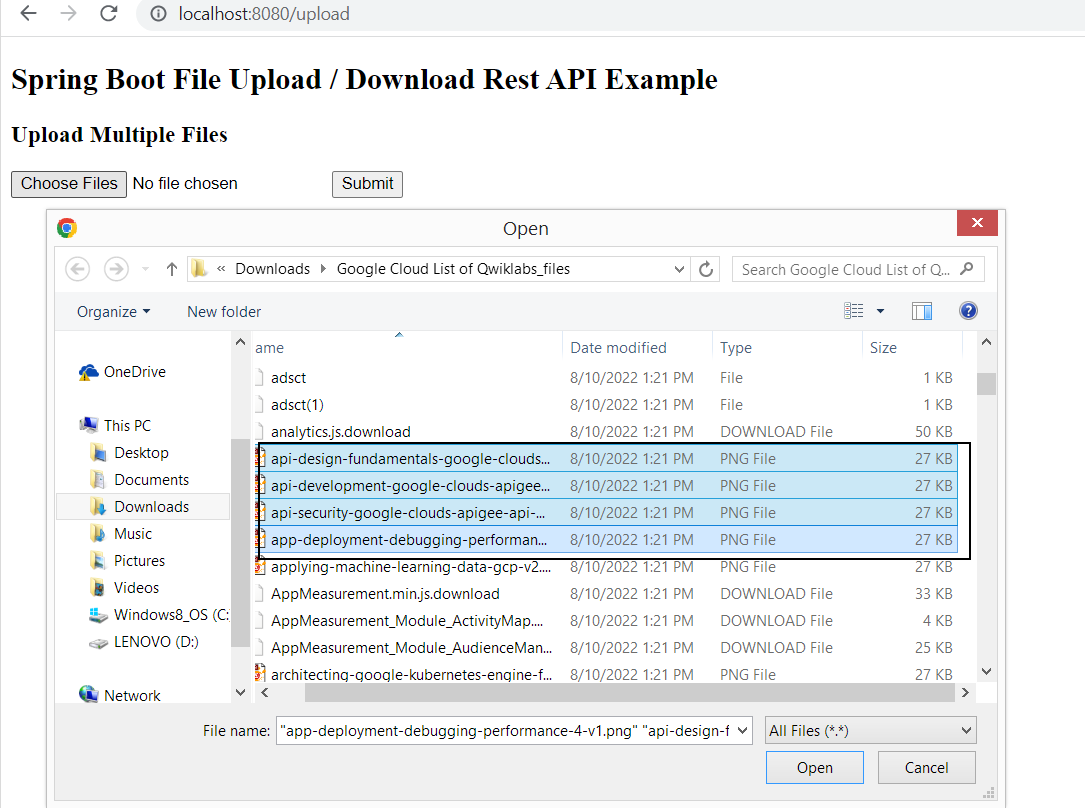 localhost:8080/upload
Spring Boot File Upload / Download Rest API Example
Upload Multiple Files
Choose Files No file chosen Submit
Open
« Downloads Google Cloud List of Qwiklabs_files Search Google Cloud List of Q...
Organize New folder
ame Date modified Type Size
OneDrive
This PC
Desktop
Documents
Downloads
Music
Pictures
Videos
Windows8_OS (C:
LENOVO (D:)
Network
adsct 8/10/2022 1:21 PM File 1 KB
adsct(1) 8/10/2022 1:21 PM File 1 KB
analytics.js.download 8/10/2022 1:21 PM DOWNLOAD File 50 KB
api-design-fundamentals-google-clouds... 8/10/2022 1:21 PM PNG File 27 KB
api-development-google-clouds-apigee... 8/10/2022 1:21 PM PNG File 27 KB
api-security-google-clouds-apigee-api-... 8/10/2022 1:21 PM PNG File 27 KB
app-deployment-debugging-performan... 8/10/2022 1:21 PM PNG File 27 KB
applying-machine-learning-data-gcp-v2.... 8/10/2022 1:21 PM PNG File 27 KB
AppMeasurement.min.js.download 8/10/2022 1:21 PM DOWNLOAD File 33 KB
AppMeasurement_Module_ActivityMap.... 8/10/2022 1:21 PM DOWNLOAD File 4 KB
AppMeasurement_Module_AudienceMan... 8/10/2022 1:21 PM DOWNLOAD File 25 KB
architecting-google-kubernetes-engine-f... 8/10/2022 1:21 PM PNG File 27 KB
File name: "app-deployment-debugging-performance-4-v1.png" "api-design-f All Files (*.*)
Open Cancel